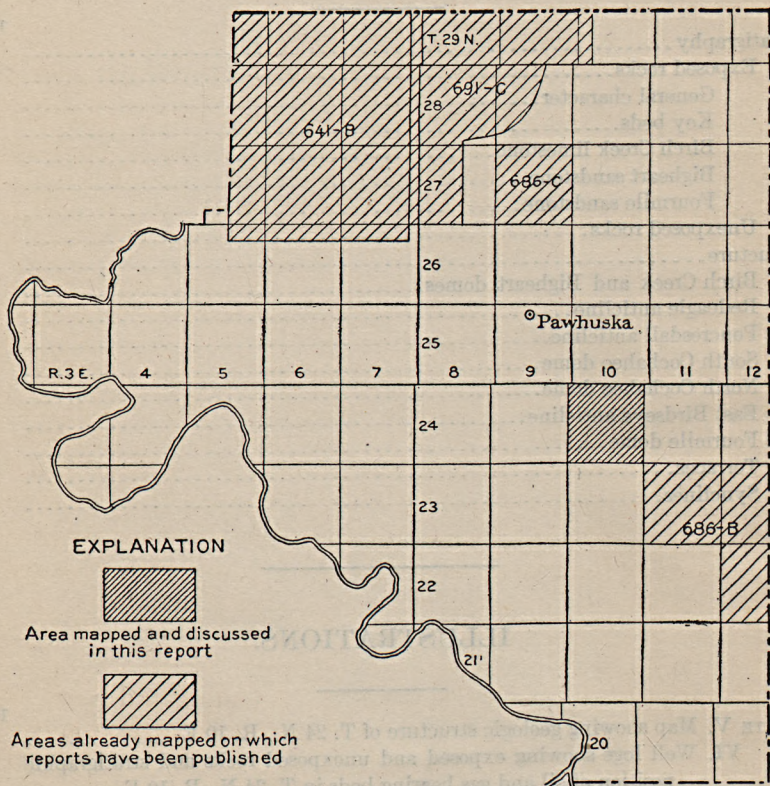 T. 29 N.
691-C
28
641-B
27
686-C
26
Pawhuska
25
R. 3 E. 4 5 6 7 8 9 10 11 12
24
23
686-B
EXPLANATION
22
Area mapped and discussed
in this report
21
Areas already mapped on which
reports have been published
20